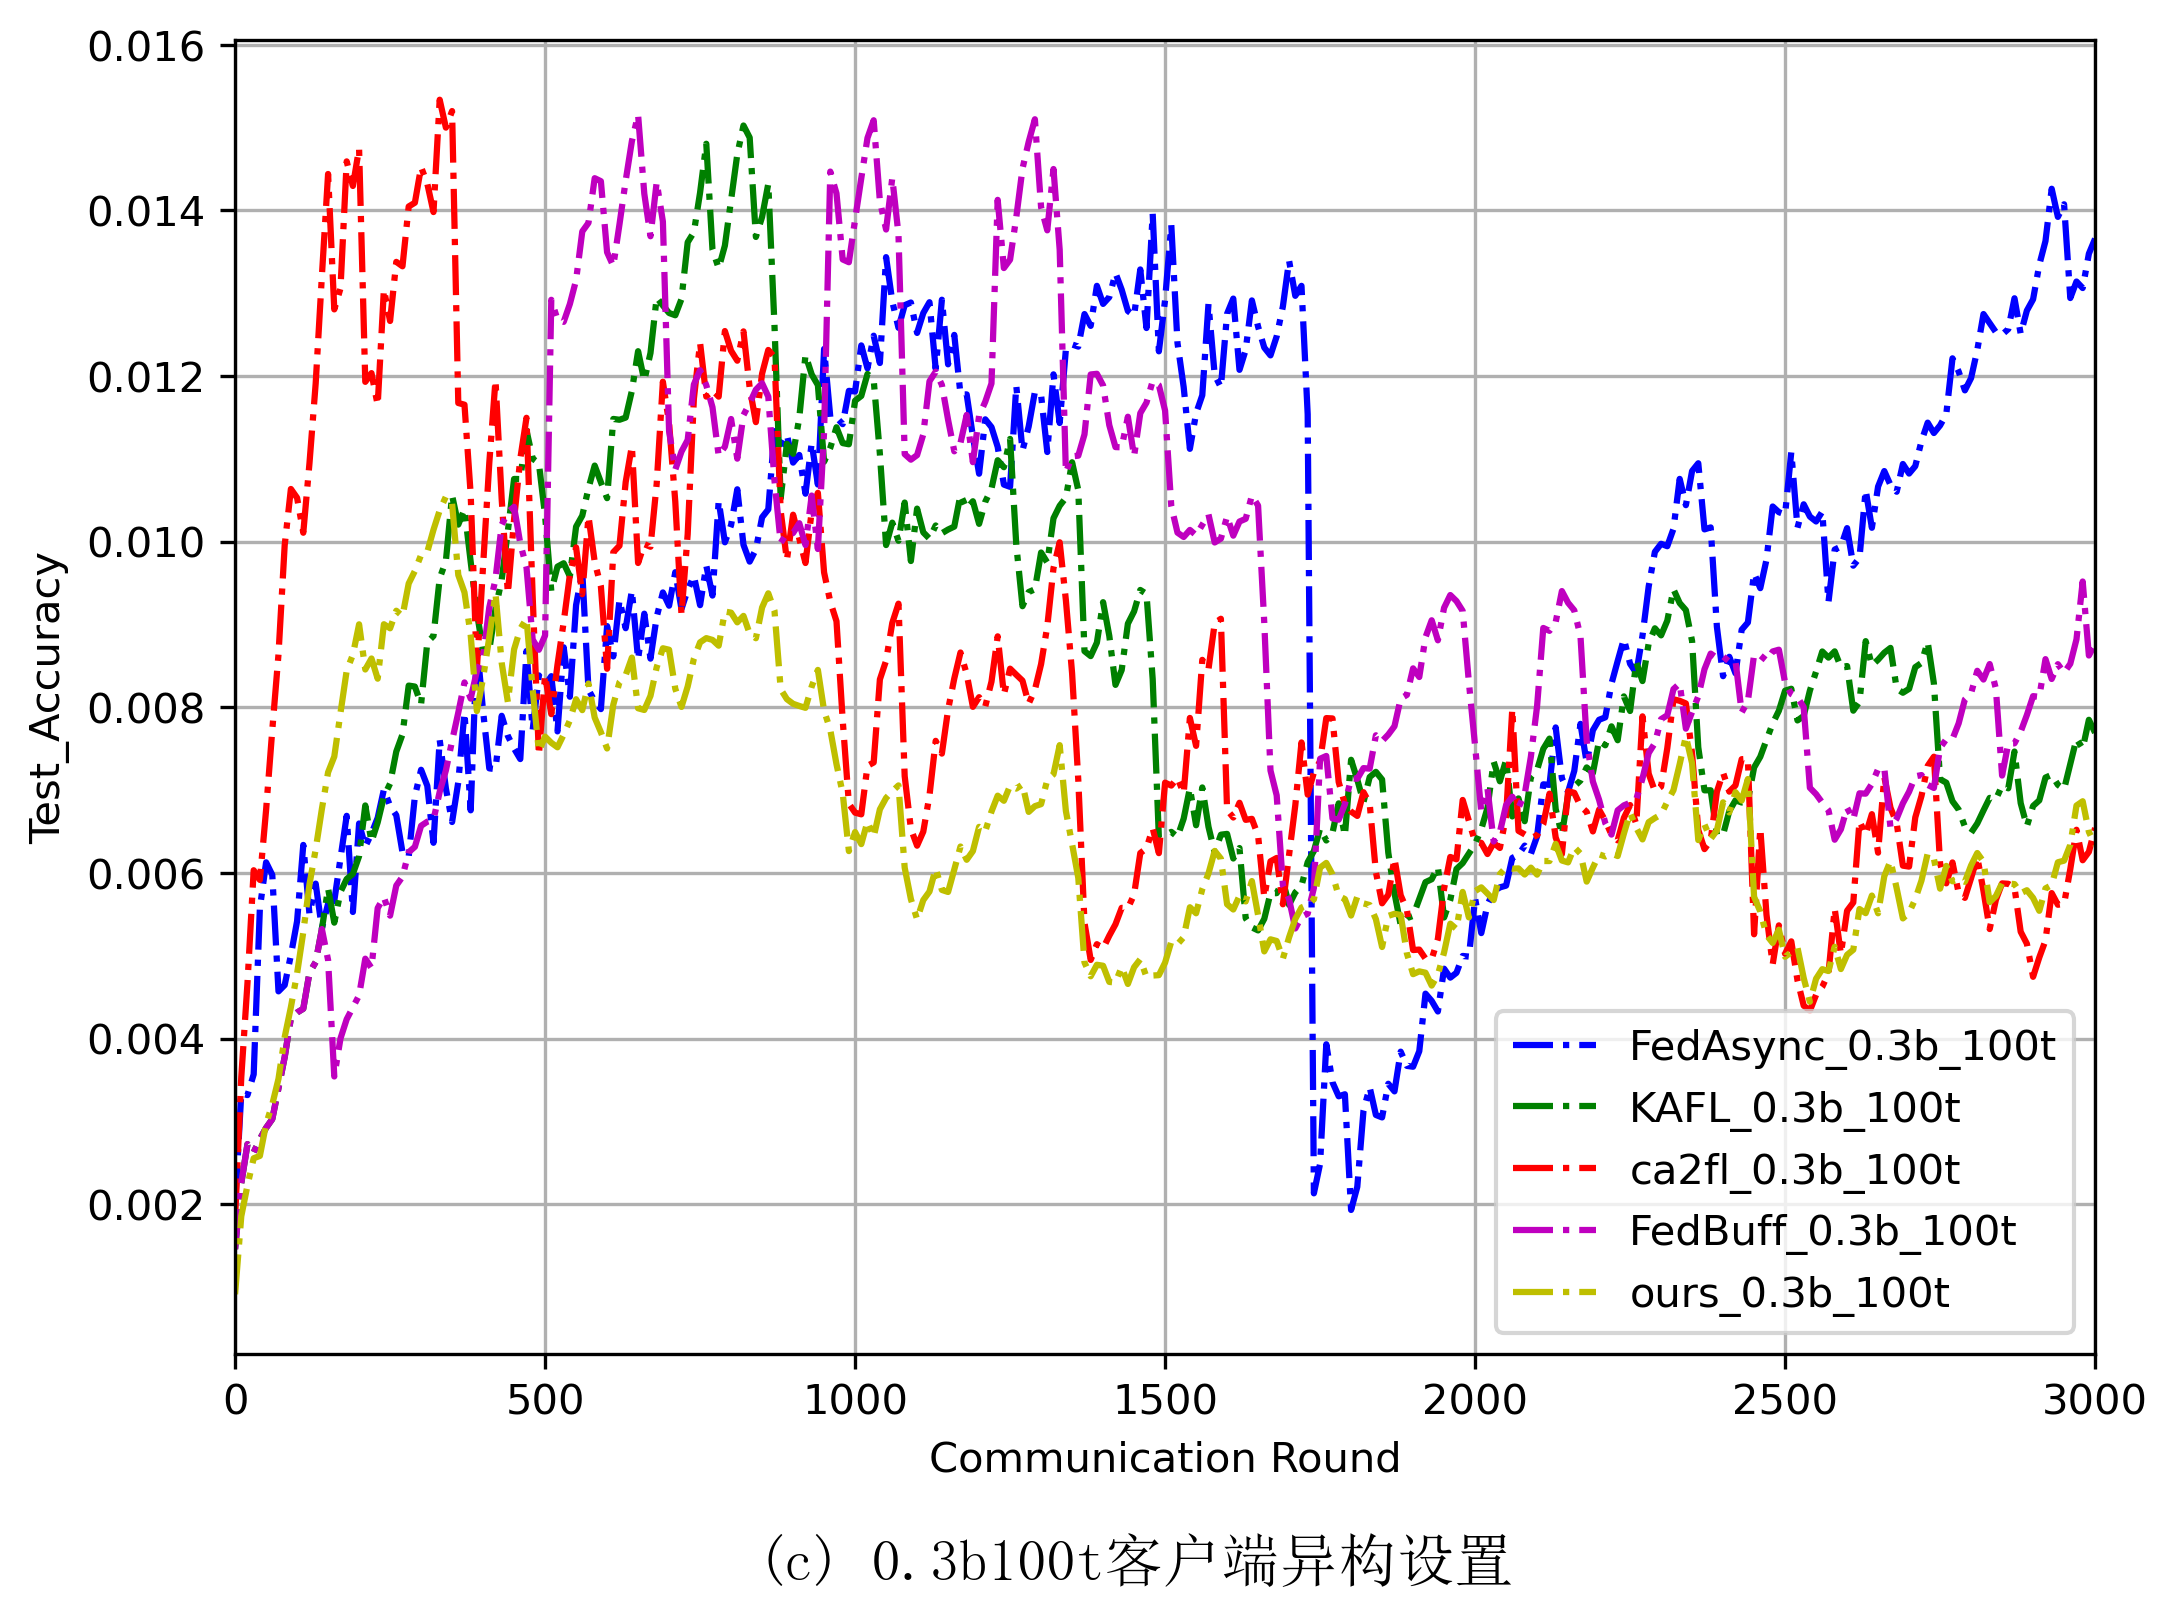 0.016
0.014
0.012
0.010
0.008
0.006
0.004
0.002
Test_Accuracy
0 500 1000 1500 2000 2500 3000
Communication Round
FedAsync_0.3b_100t
KAFL_0.3b_100t
ca2fl_0.3b_100t
FedBuff_0.3b_100t
ours_0.3b_100t
(c) 0.3b100t客户端异构设置